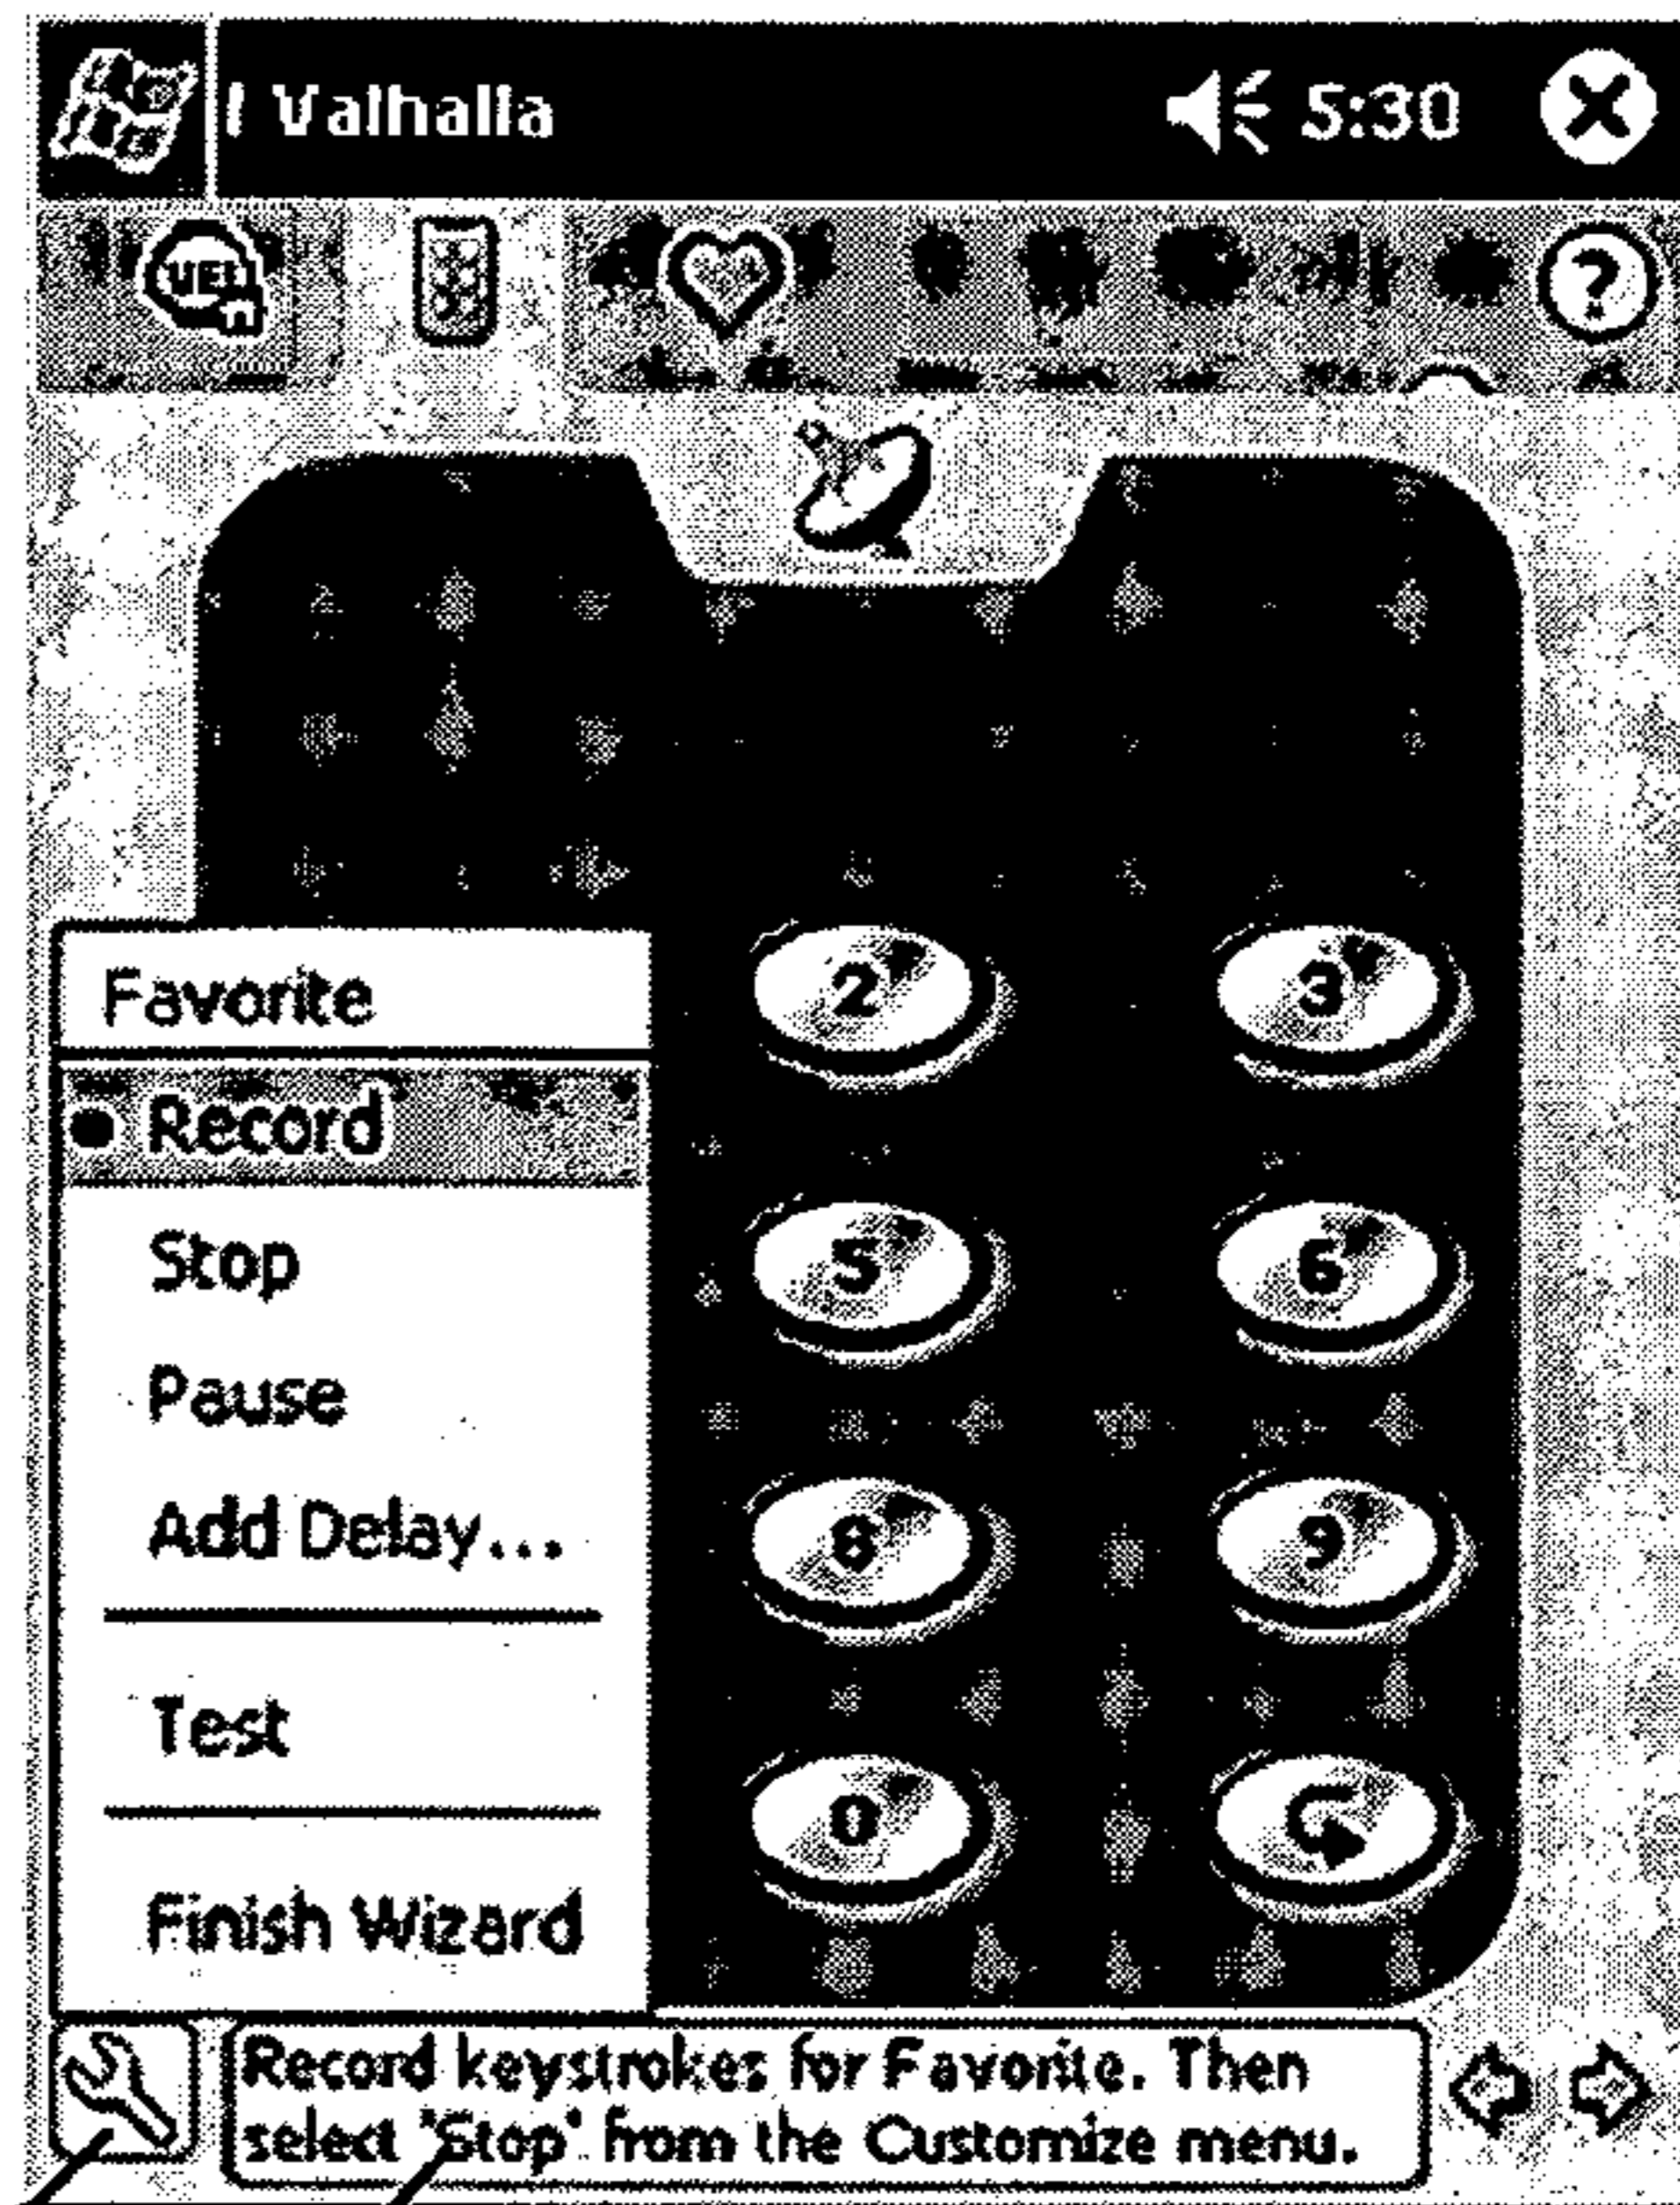 Valhalla 5:30
?
Favorite
2 3
Record
Stop
5 6
Pause
Add Delay...
8 9
Test
0
Finish Wizard
Record keystrokes for Favorite. Then
select "Stop" from the Customize menu.